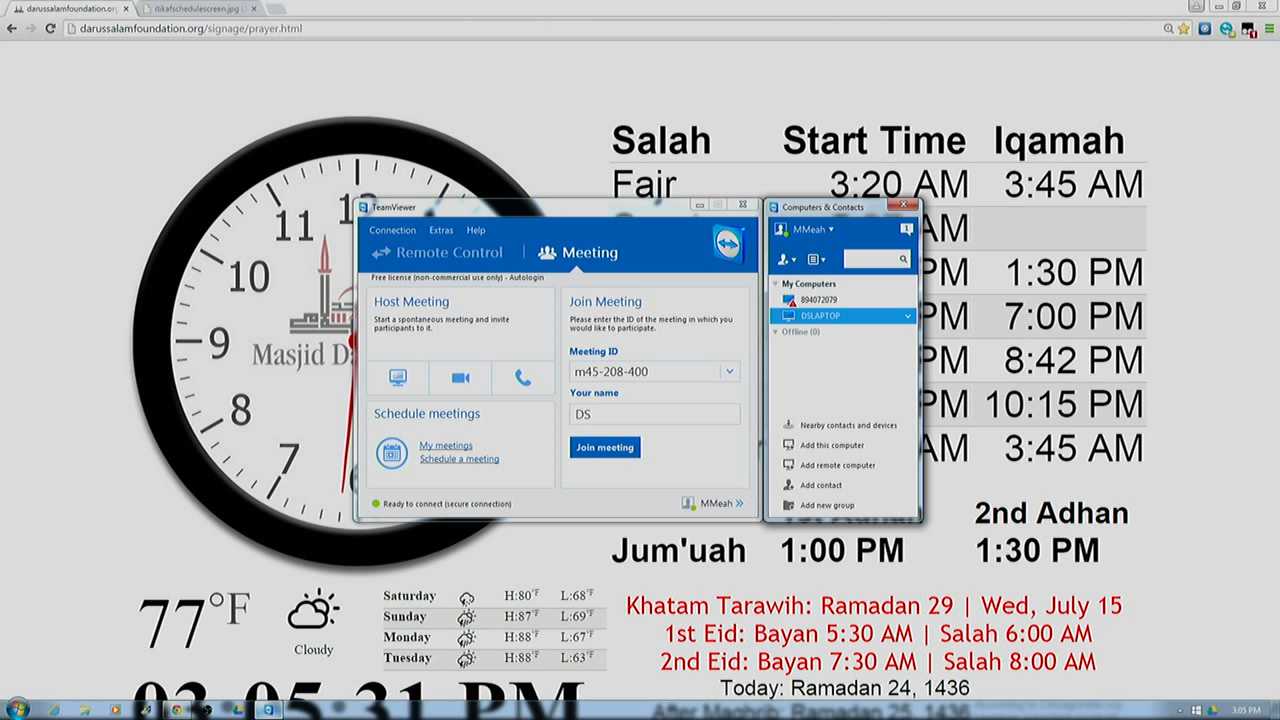 darussalamfoundation.org/
itikafschedulescreen.jpg (
darussalamfoundation.org/signage/prayer.html
Salah Start Time Iqamah
Fajr 3:20 AM 3:45 AM
AM
PM 1:30 PM
PM 7:00 PM
PM 8:42 PM
PM 10:15 PM
AM 3:45 AM
2nd Adhan
Jum'uah 1:00 PM 1:30 PM
11
10
9
8
7
Masjid Da
TeamViewer
Connection Extras Help
Remote Control Meeting
Free license (non-commercial use only) - Autologin
Host Meeting
Start a spontaneous meeting and invite
participants to it.
Schedule meetings
My meetings
Schedule a meeting
Join Meeting
Please enter the ID of the meeting in which you
would like to participate.
Meeting ID
m45-208-400
Your name
DS
Join meeting
Ready to connect (secure connection)
MMeah
Computers & Contacts
MMeah
My Computers
894072079
DSLAPTOP
Offline (0)
Nearby contacts and devices
Add this computer
Add remote computer
Add contact
Add new group
77°F
Cloudy
Saturday H:80°F L:68°F
Sunday H:87°F L:69°F
Monday H:88°F L:67°F
Tuesday H:88°F L:63°F
Khatam Tarawih: Ramadan 29 | Wed, July 15
1st Eid: Bayan 5:30 AM | Salah 6:00 AM
2nd Eid: Bayan 7:30 AM | Salah 8:00 AM
Today: Ramadan 24, 1436
After Maghrib: Ramadan 25, 1436
03:05:31 PM
3:05 PM